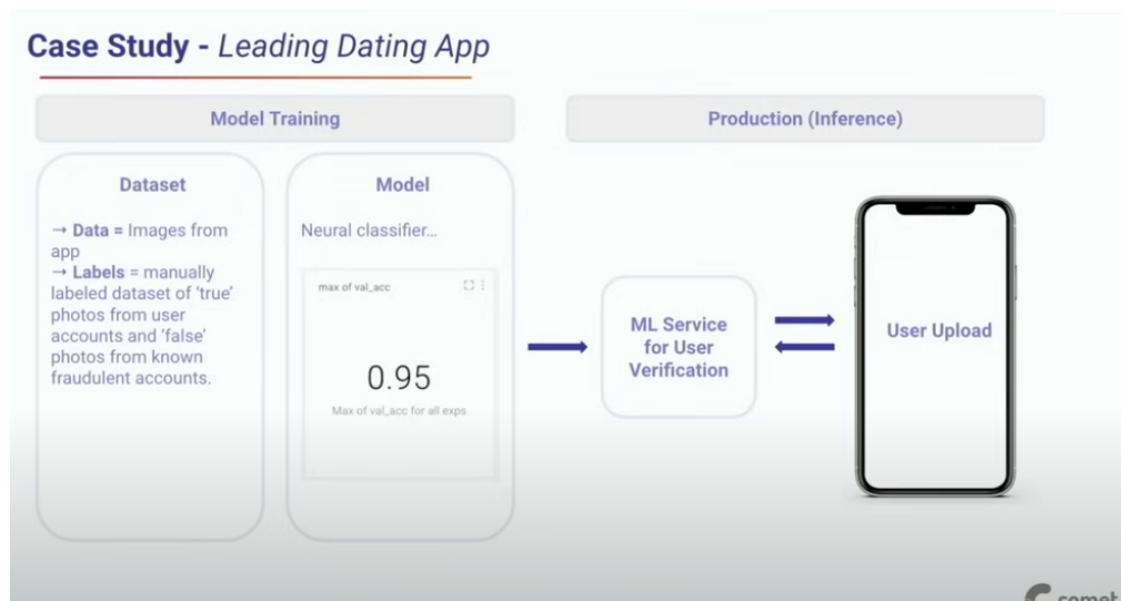 Case Study - Leading Dating App
Model Training
Production (Inference)
Dataset
→ Data = Images from
app
→ Labels = manually
labeled dataset of 'true'
photos from user
accounts and 'false'
photos from known
fraudulent accounts.
Model
Neural classifier...
max of val_acc
0.95
Max of val_acc for all exps
ML Service
for User
Verification
User Upload
comet